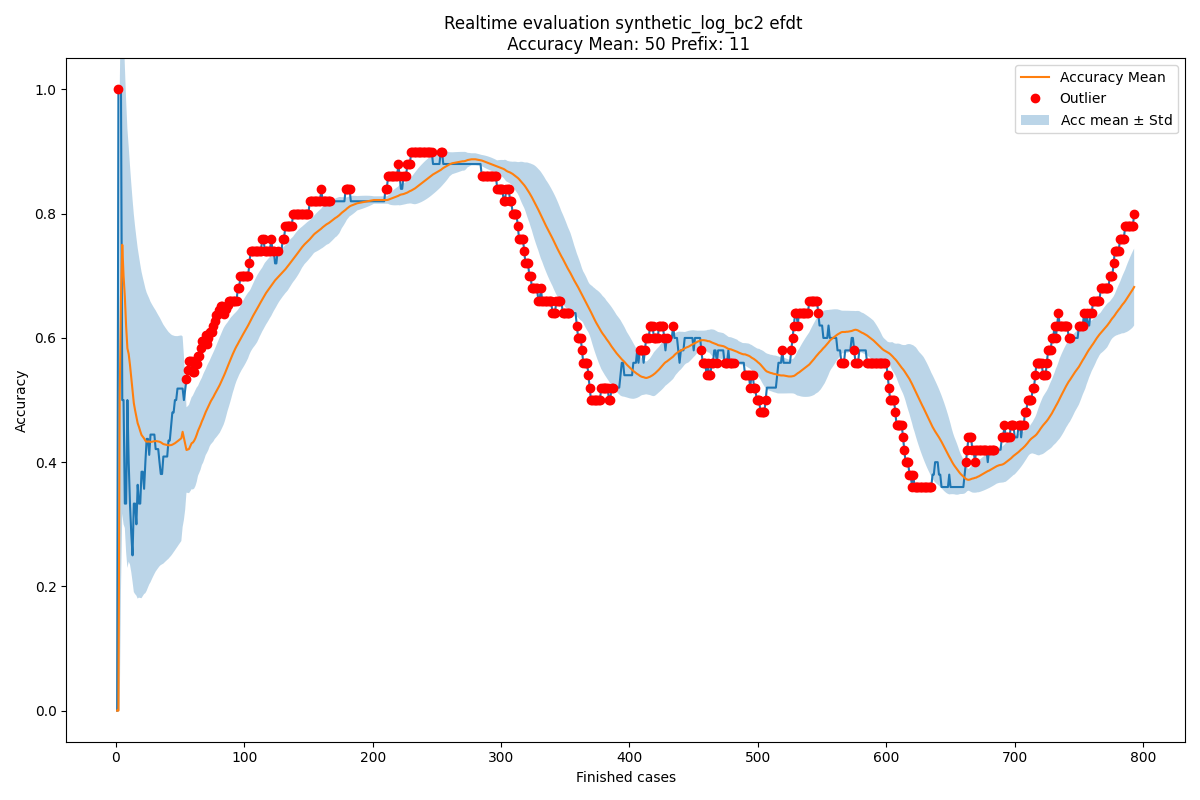 Realtime evaluation synthetic_log_bc2 efdt
Accuracy Mean: 50 Prefix: 11
Accuracy Mean
Outlier
Acc mean ± Std
Accuracy
1.0
0.8
0.6
0.4
0.2
0.0
0 100 200 300 400 500 600 700 800
Finished cases